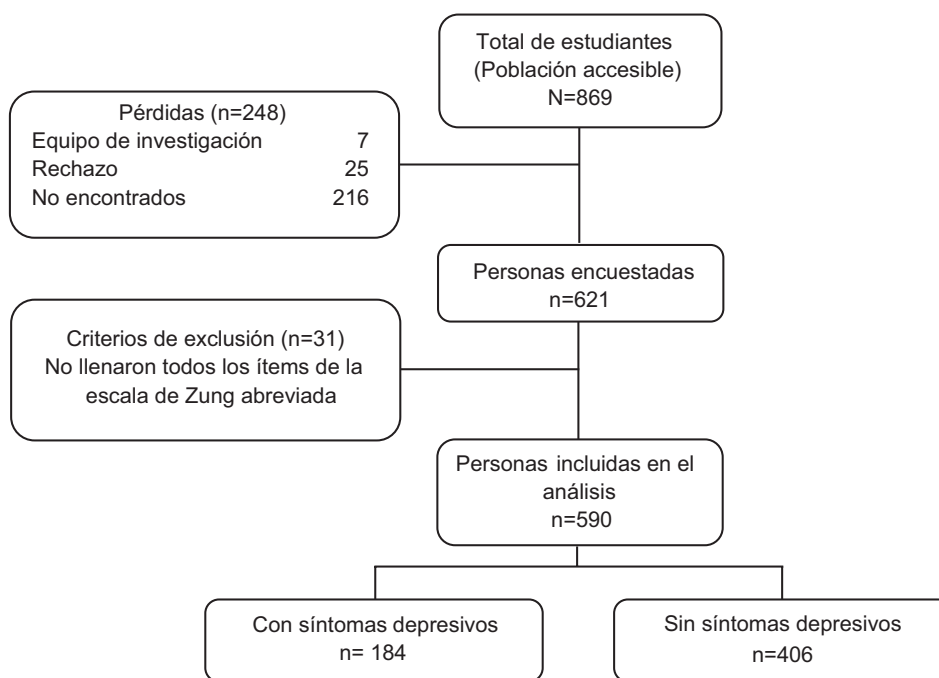 Total de estudiantes
(Población accesible)
N=869
Pérdidas (n=248)
Equipo de investigación 7
Rechazo 25
No encontrados 216
Personas encuestadas
n=621
Criterios de exclusión (n=31)
No llenaron todos los ítems de la
escala de Zung abreviada
Personas incluidas en el
análisis
n=590
Con síntomas depresivos
n= 184
Sin síntomas depresivos
n=406